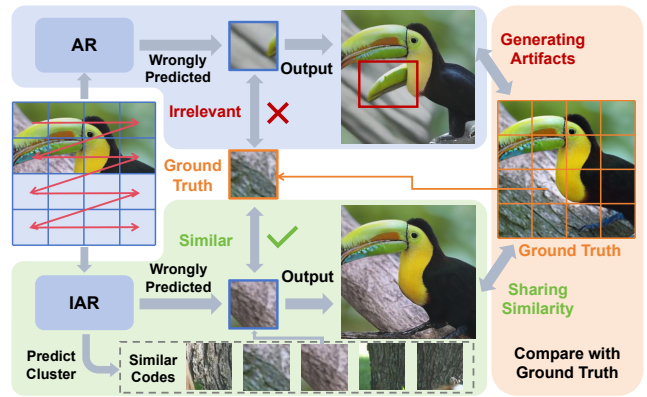 AR
Wrongly
Predicted
Output
Generating
Artifacts
Irrelevant
Ground
Truth
Similar
Ground Truth
IAR
Wrongly
Predicted
Output
Sharing
Similarity
Predict
Cluster
Similar
Codes
Compare with
Ground Truth